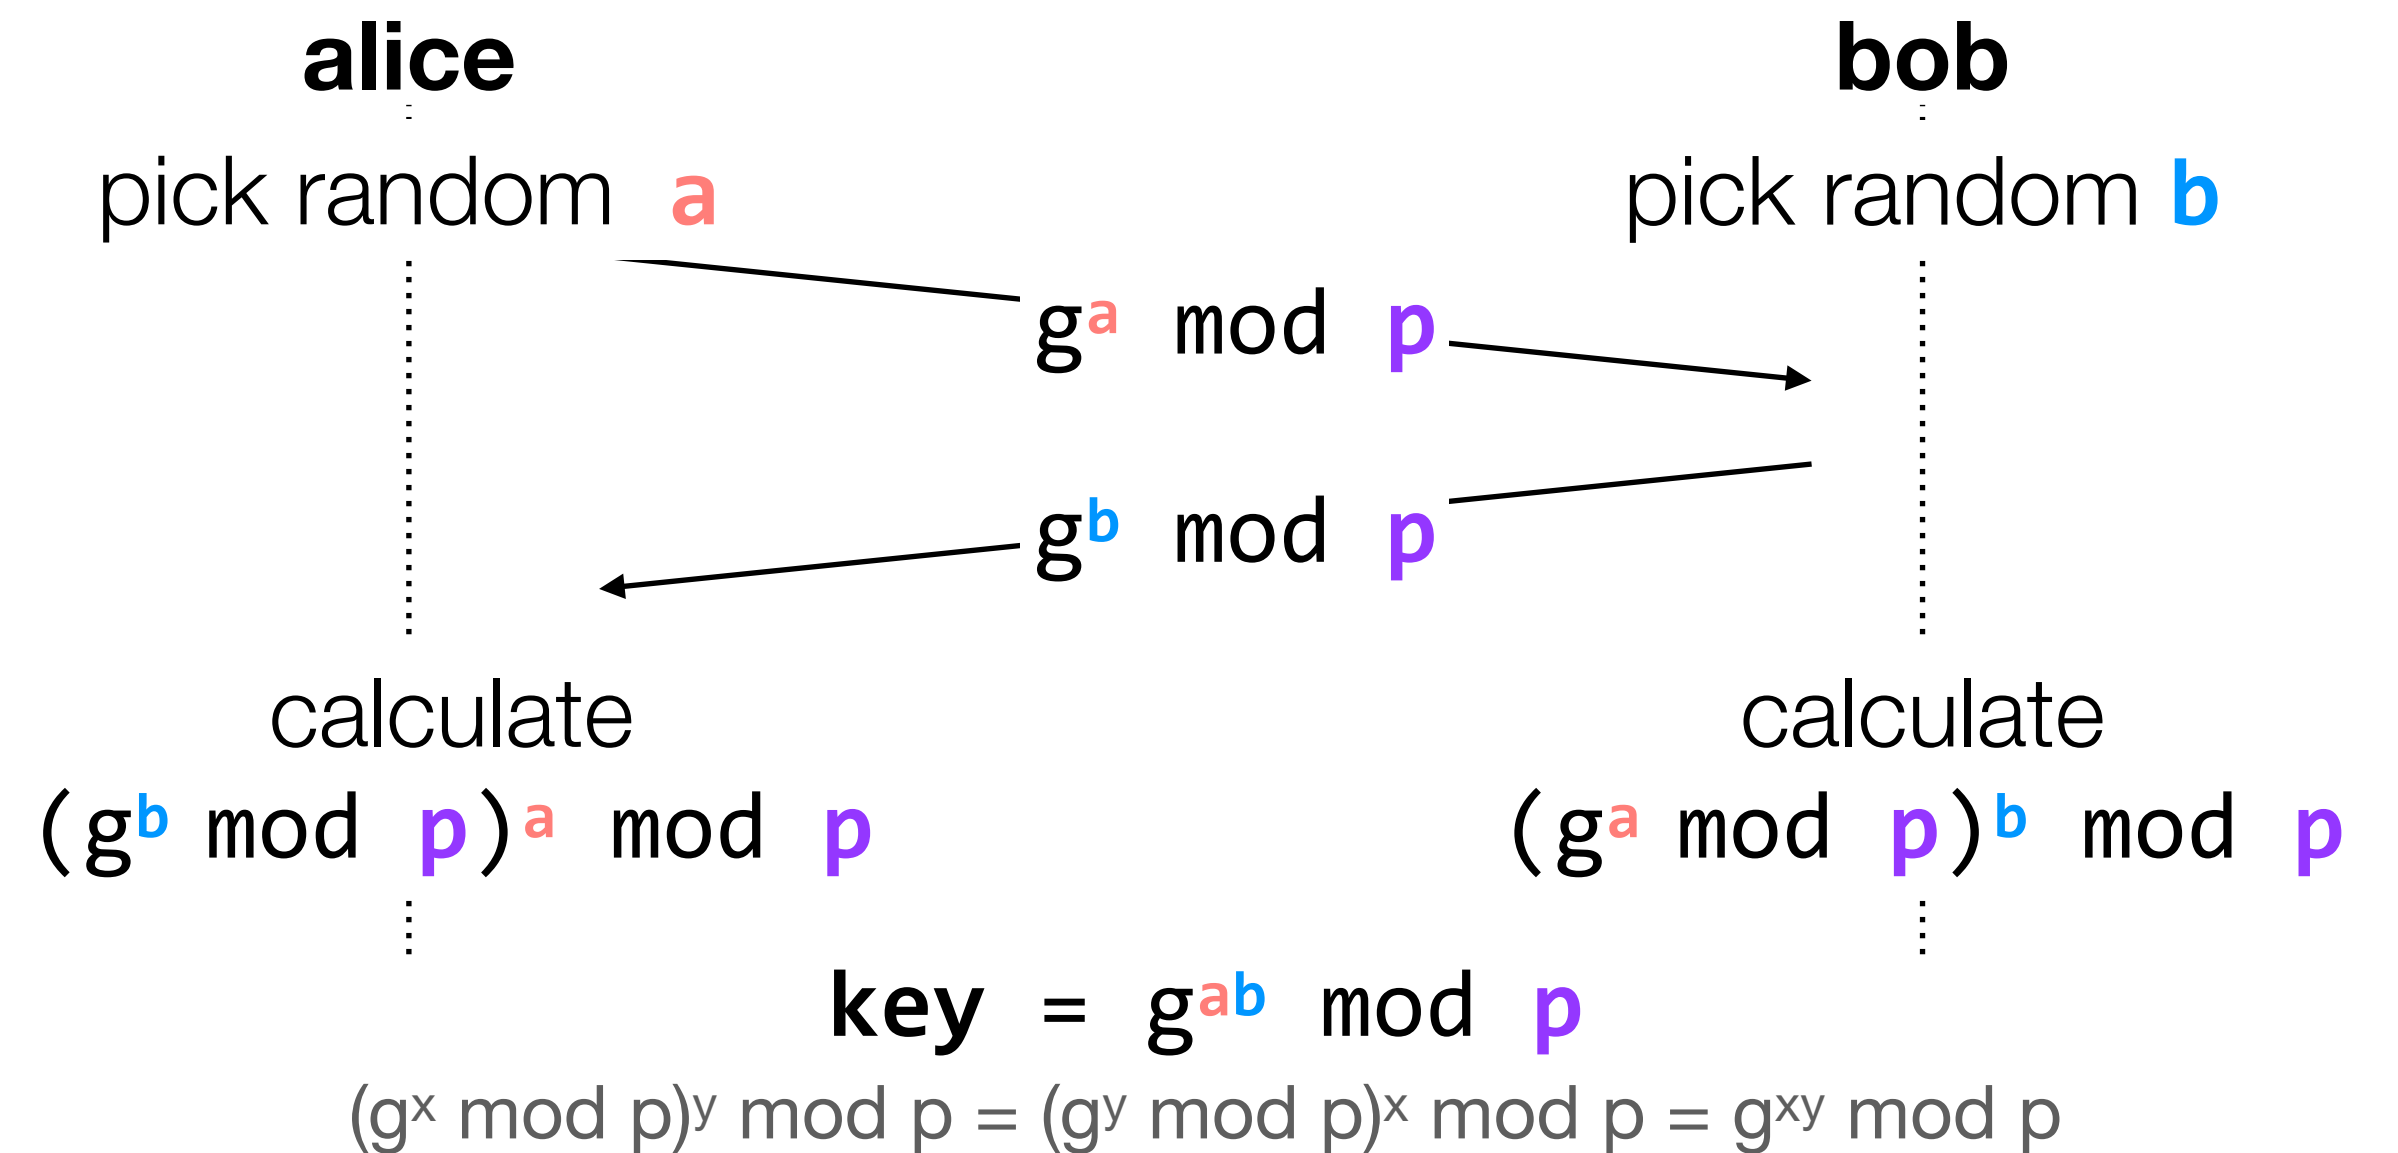 alice bob
pick random a pick random b
gᵃ mod p
gᵇ mod p
calculate calculate
(gᵇ mod p)ᵃ mod p (gᵃ mod p)ᵇ mod p
key = gᵃᵇ mod p
(gˣ mod p)ʸ mod p = (gʸ mod p)ˣ mod p = gˣʸ mod p